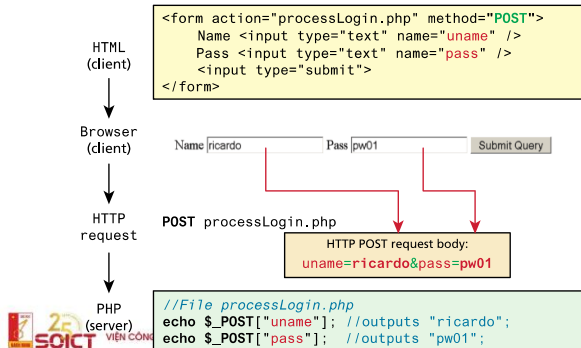 <form action="processLogin.php" method="POST">
Name <input type="text" name="uname" />
Pass <input type="text" name="pass" />
<input type="submit">
</form>
HTML
(client)
Browser
(client)
Name ricardo Pass pw01 Submit Query
HTTP
request
POST processLogin.php
HTTP POST request body:
uname=ricardo&pass=pw01
PHP
(server)
//File processLogin.php
echo $_POST["uname"]; //outputs "ricardo";
echo $_POST["pass"]; //outputs "pw01";
25
SOICT VIỆN CÔNG